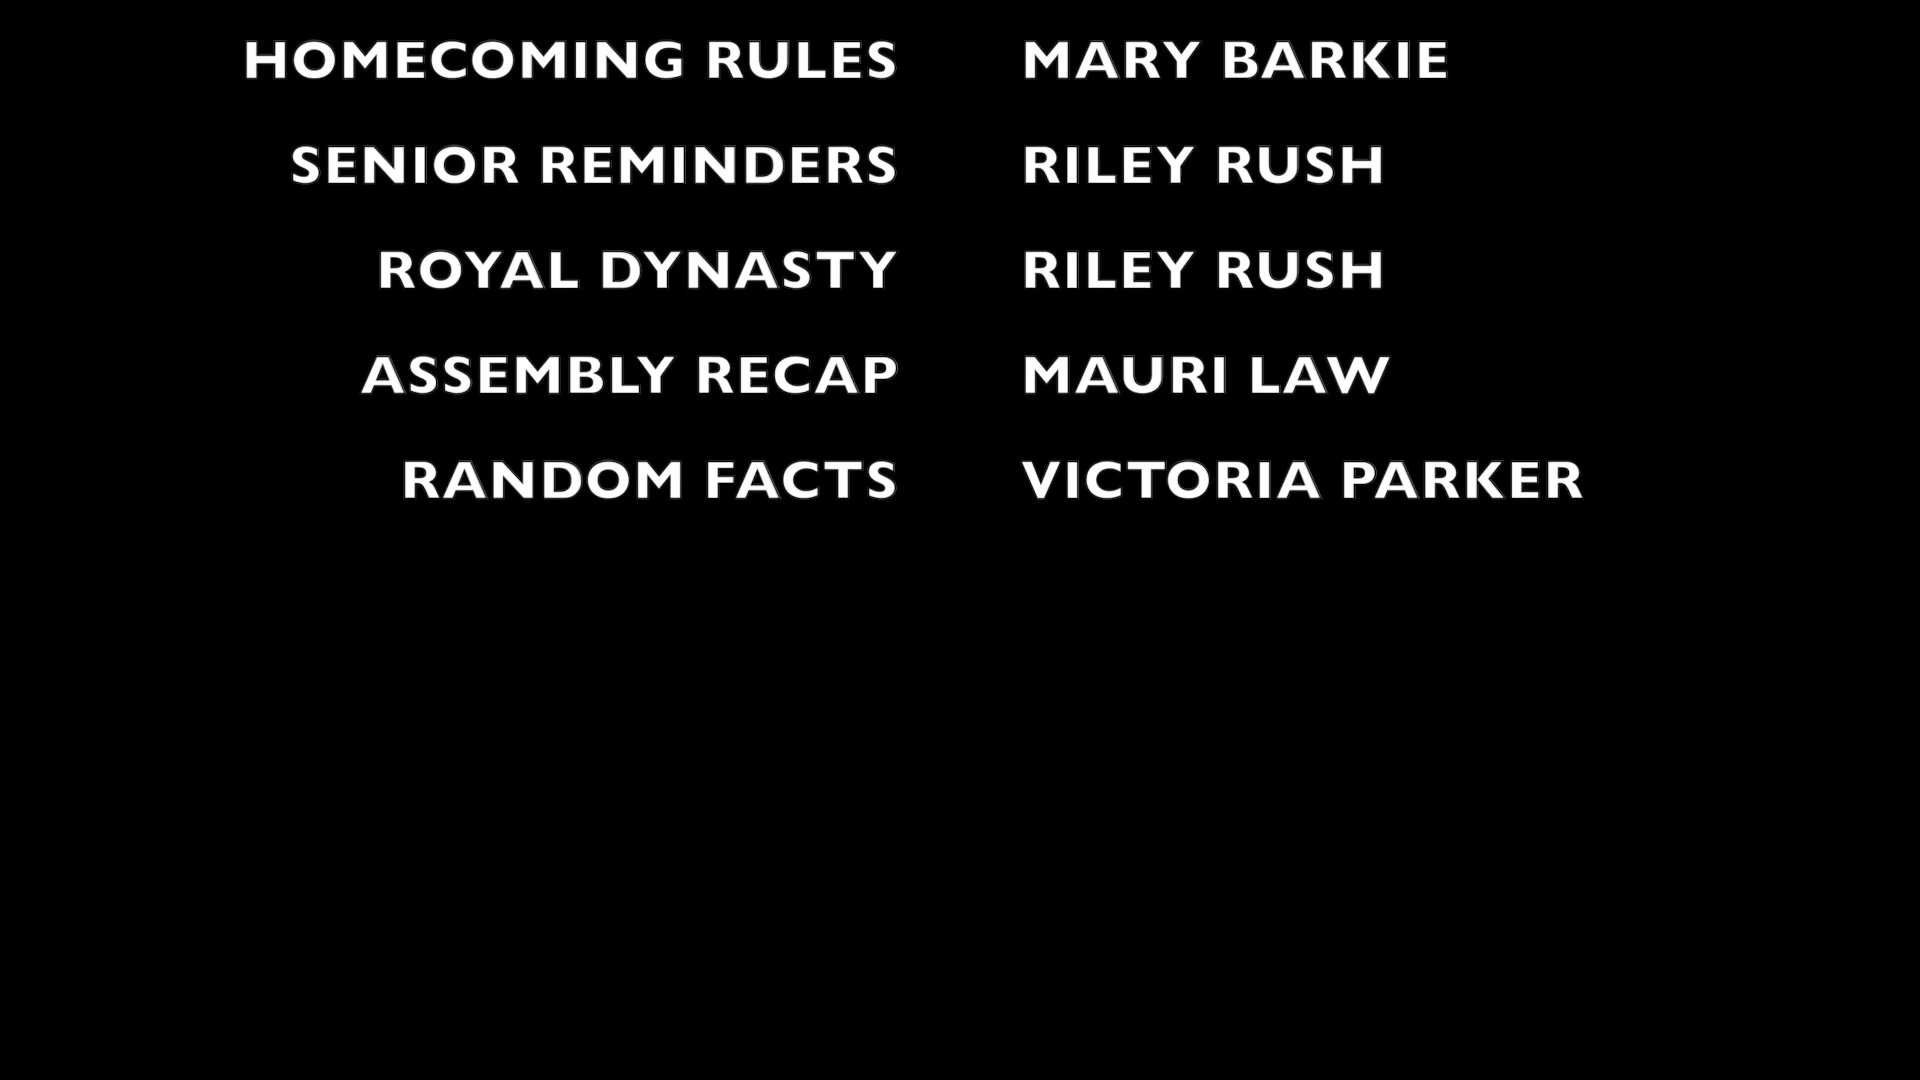 HOMECOMING RULES MARY BARKIE
SENIOR REMINDERS RILEY RUSH
ROYAL DYNASTY RILEY RUSH
ASSEMBLY RECAP MAURI LAW
RANDOM FACTS VICTORIA PARKER